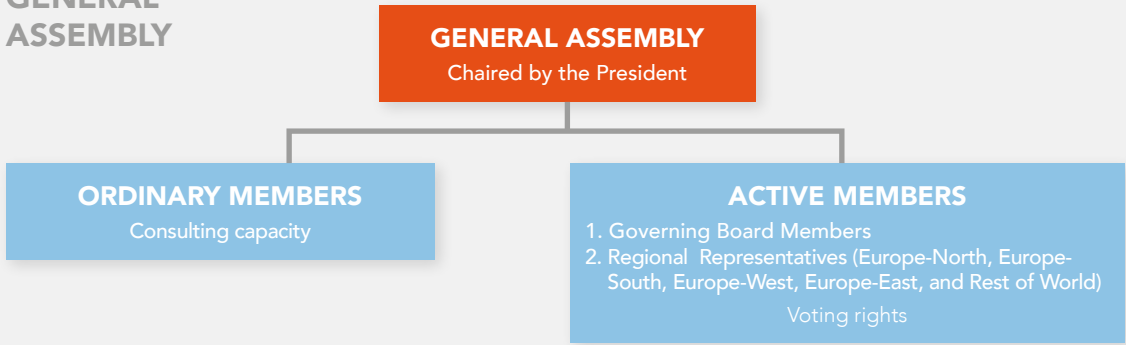 GENERAL
ASSEMBLY
GENERAL ASSEMBLY
Chaired by the President
ORDINARY MEMBERS
Consulting capacity
ACTIVE MEMBERS
1. Governing Board Members
2. Regional Representatives (Europe-North, Europe-
South, Europe-West, Europe-East, and Rest of World)
Voting rights